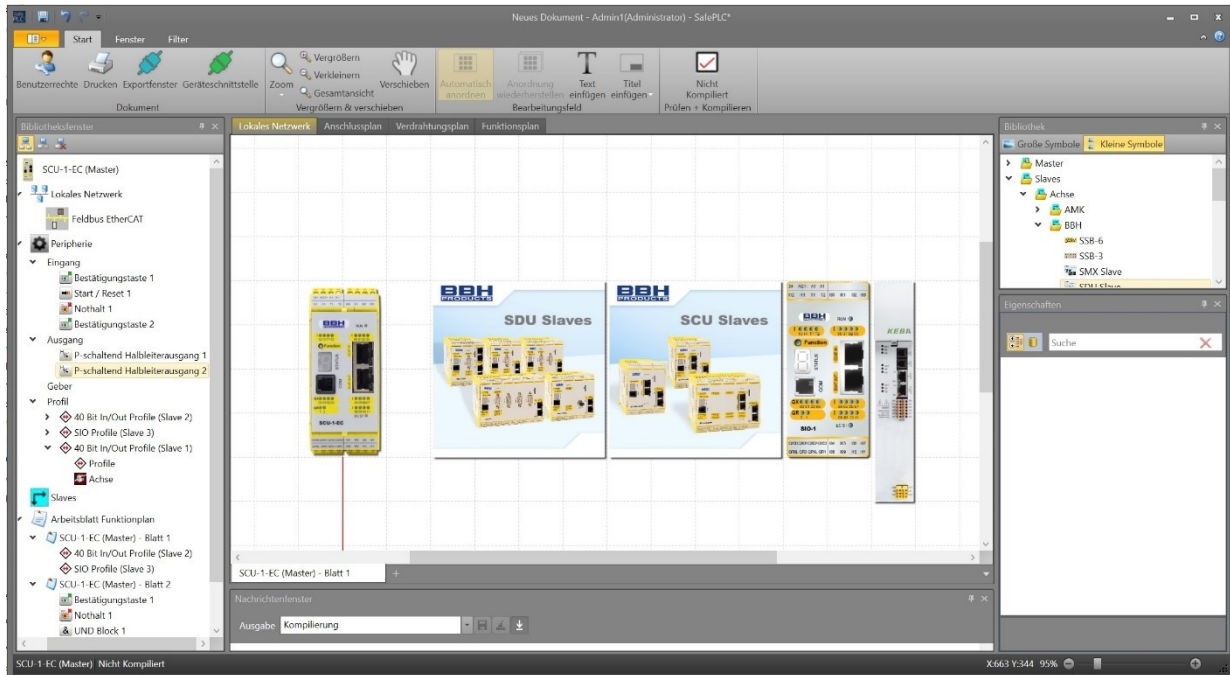 Neues Dokument - Admin1(Administrator) - SafePLC*
Start Fenster Filter
Benutzerrechte Drucken Exportfenster Geräteschnittstelle
Dokument
Zoom
Vergrößern
Verkleinern
Gesamtansicht
Verschieben
Vergrößern & verschieben
Automatisch anordnen
Anordnung wiederherstellen
Text einfügen
Titel einfügen
Bearbeitungsfeld
Nicht Kompiliert
Prüfen + Kompilieren
Bibliotheksfenster
SCU-1-EC (Master)
Lokales Netzwerk
Feldbus EtherCAT
Peripherie
Eingang
Bestätigungstaste 1
Start / Reset 1
Nothalt 1
Bestätigungstaste 2
Ausgang
P-schaltend Halbleiterausgang 1
P-schaltend Halbleiterausgang 2
Geber
Profil
40 Bit In/Out Profile (Slave 2)
SIO Profile (Slave 3)
40 Bit In/Out Profile (Slave 1)
Profile
Achse
Slaves
Arbeitsblatt Funktionplan
SCU-1-EC (Master) - Blatt 1
40 Bit In/Out Profile (Slave 2)
SIO Profile (Slave 3)
SCU-1-EC (Master) - Blatt 2
Bestätigungstaste 1
Nothalt 1
& UND Block 1
Lokales Netzwerk Anschlussplan Verdrahtungsplan Funktionsplan
BBH
SCU-1-EC
BBH
PRODUCTS
SDU Slaves
BBH
PRODUCTS
SCU Slaves
BBH
Function
STATUS
COM
SIO-1
KEBA
SCU-1-EC (Master) - Blatt 1 +
Nachrichtenfenster
Ausgabe Kompilierung
Bibliothek
Große Symbole Kleine Symbole
Master
Slaves
Achse
AMK
BBH
SSB-6
SSB-3
SMX Slave
SDU Slave
Eigenschaften
Suche
SCU-1-EC (Master) Nicht Kompiliert
X:663 Y:344 95%